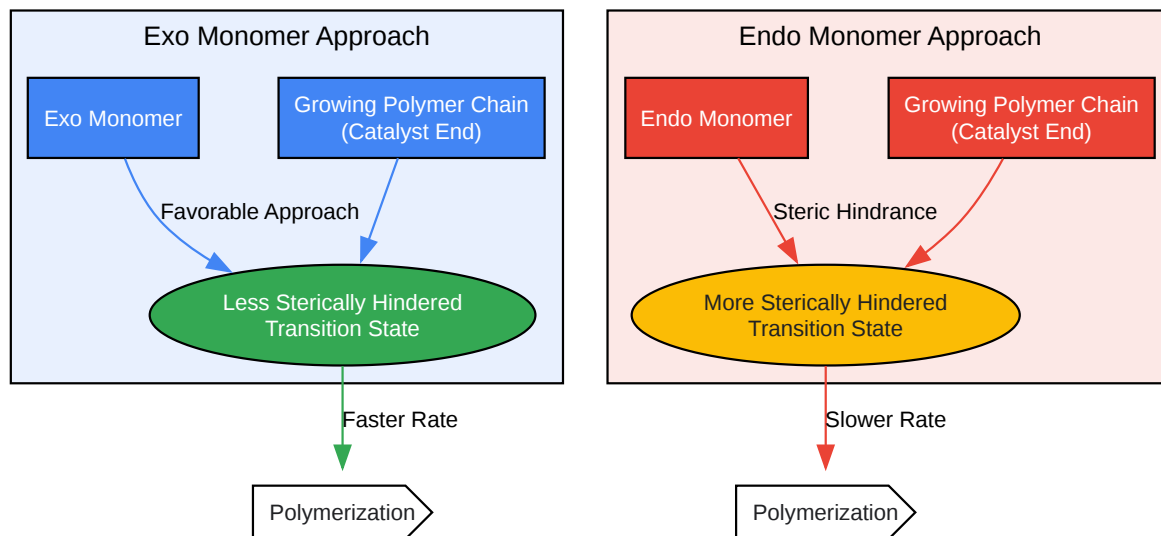 Exo Monomer Approach
Exo Monomer
Growing Polymer Chain
(Catalyst End)
Favorable Approach
Less Sterically Hindered
Transition State
Faster Rate
Polymerization
Endo Monomer Approach
Endo Monomer
Growing Polymer Chain
(Catalyst End)
Steric Hindrance
More Sterically Hindered
Transition State
Slower Rate
Polymerization